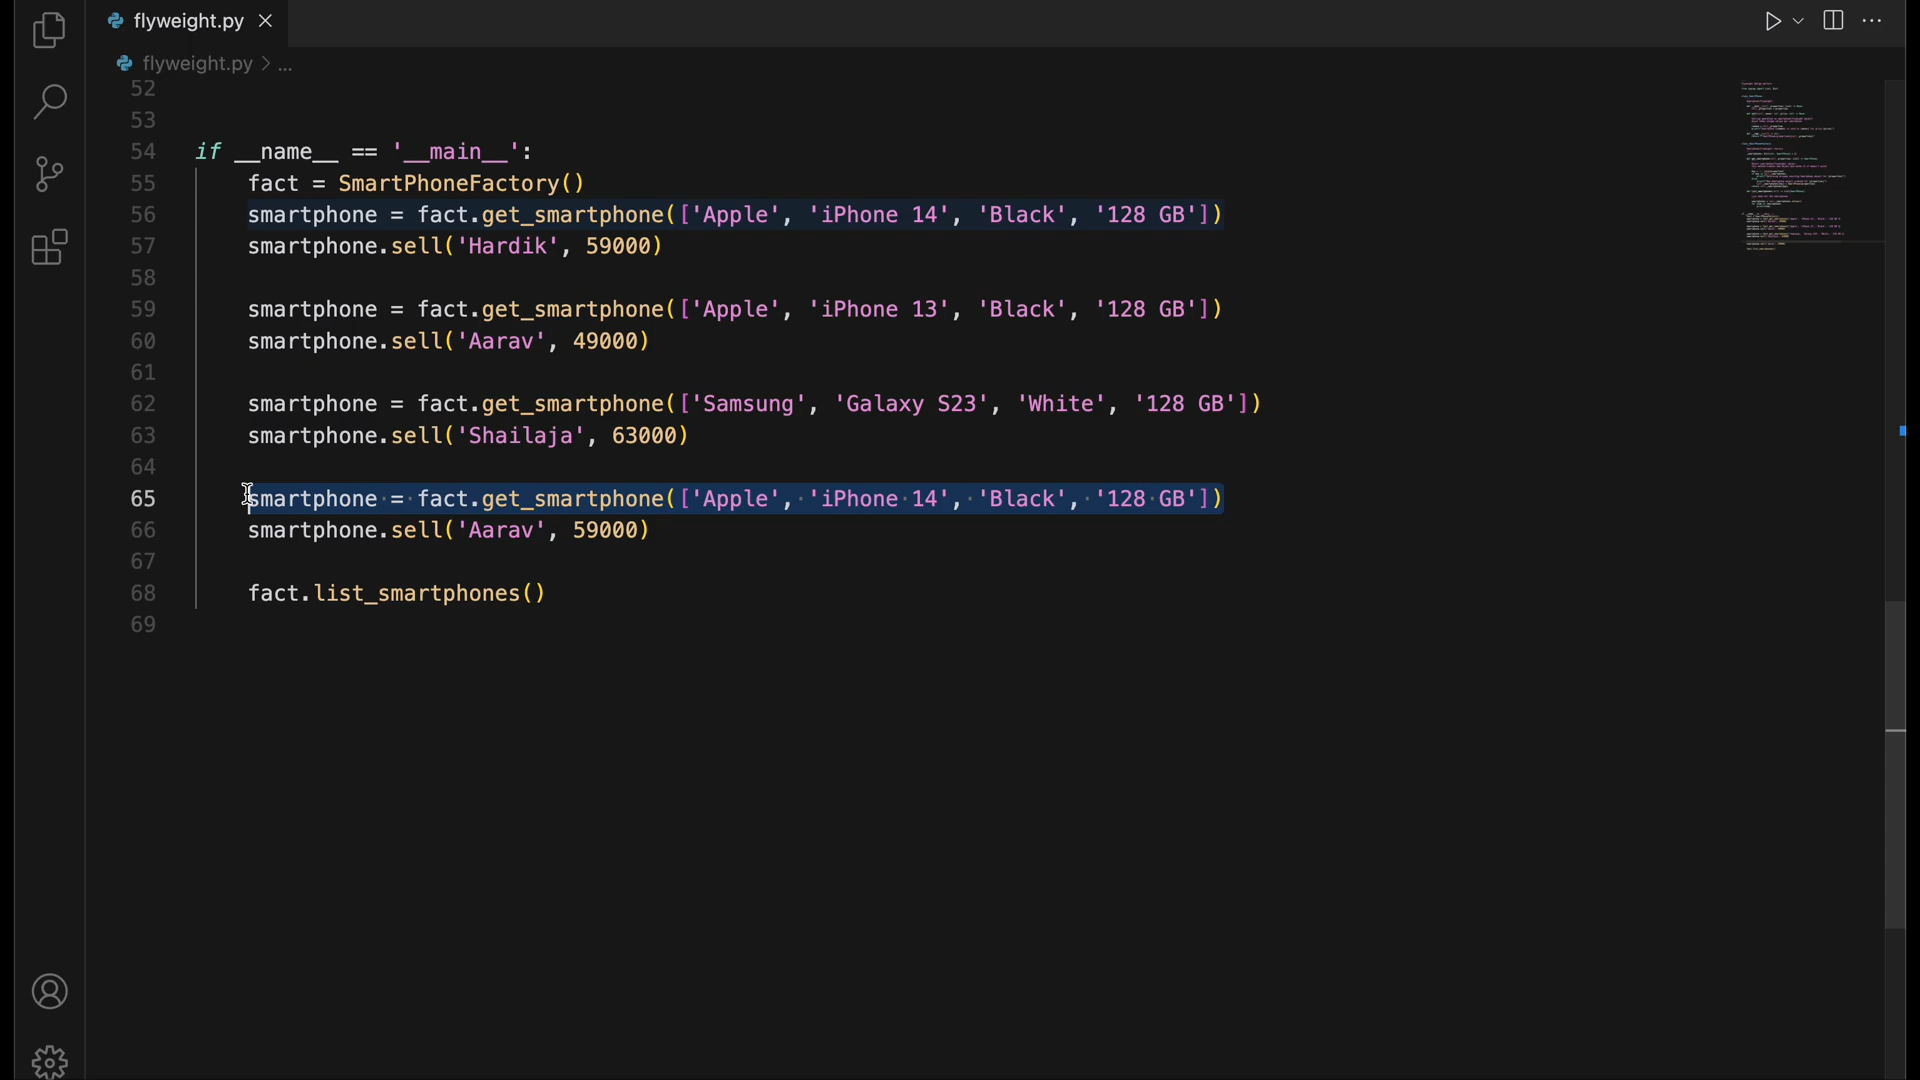 flyweight.py
flyweight.py > ...
52
53
54 if __name__ == '__main__':
55 fact = SmartPhoneFactory()
56 smartphone = fact.get_smartphone(['Apple', 'iPhone 14', 'Black', '128 GB'])
57 smartphone.sell('Hardik', 59000)
58
59 smartphone = fact.get_smartphone(['Apple', 'iPhone 13', 'Black', '128 GB'])
60 smartphone.sell('Aarav', 49000)
61
62 smartphone = fact.get_smartphone(['Samsung', 'Galaxy S23', 'White', '128 GB'])
63 smartphone.sell('Shailaja', 63000)
64
65 smartphone = fact.get_smartphone(['Apple', 'iPhone 14', 'Black', '128 GB'])
66 smartphone.sell('Aarav', 59000)
67
68 fact.list_smartphones()
69